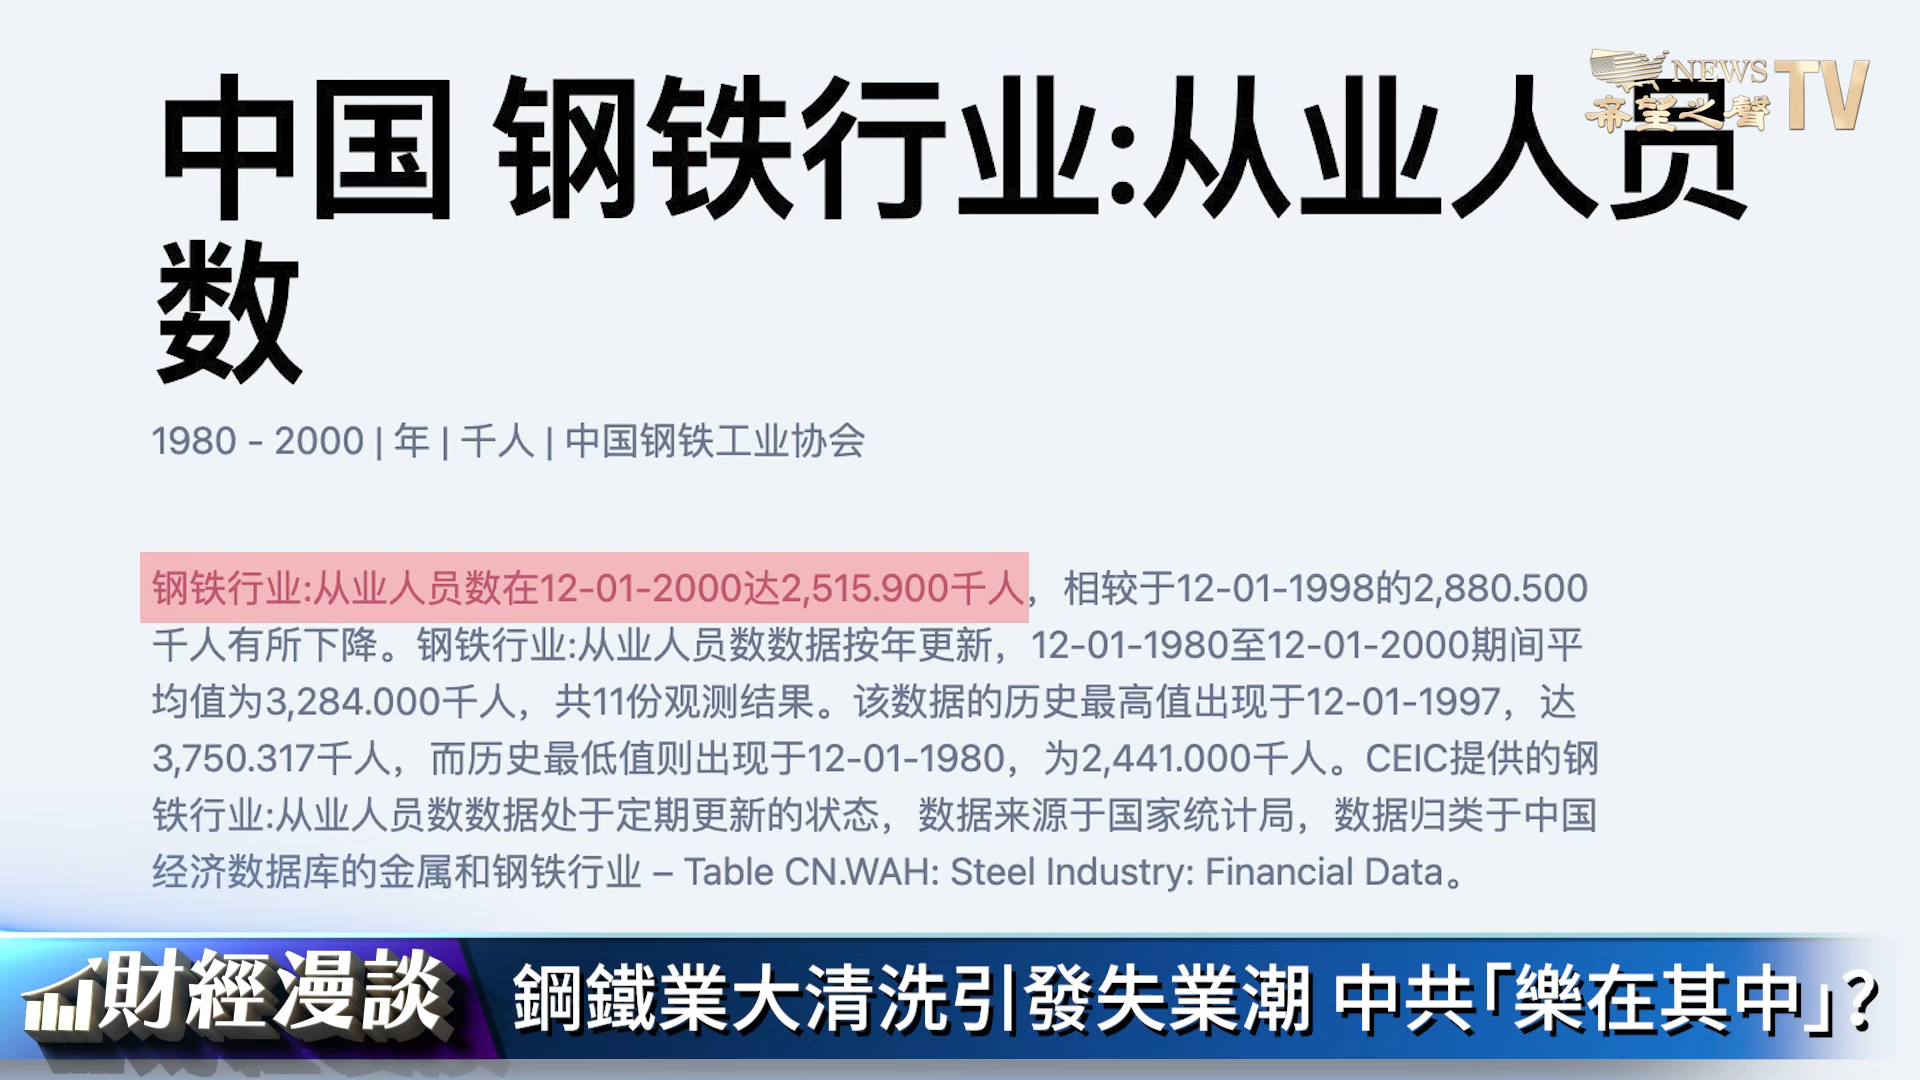 中国 钢铁行业:从业人员
数
NEWS
希望之聲
TV
1980 - 2000 | 年 | 千人 | 中国钢铁工业协会
钢铁行业:从业人员数在12-01-2000达2,515.900千人，相较于12-01-1998的2,880.500
千人有所下降。钢铁行业:从业人员数数据按年更新，12-01-1980至12-01-2000期间平
均值为3,284.000千人，共11份观测结果。该数据的历史最高值出现于12-01-1997，达
3,750.317千人，而历史最低值则出现于12-01-1980，为2,441.000千人。CEIC提供的钢
铁行业:从业人员数数据处于定期更新的状态，数据来源于国家统计局，数据归类于中国
经济数据库的金属和钢铁行业 – Table CN.WAH: Steel Industry: Financial Data。
財經漫談
鋼鐵業大清洗引發失業潮 中共「樂在其中」?